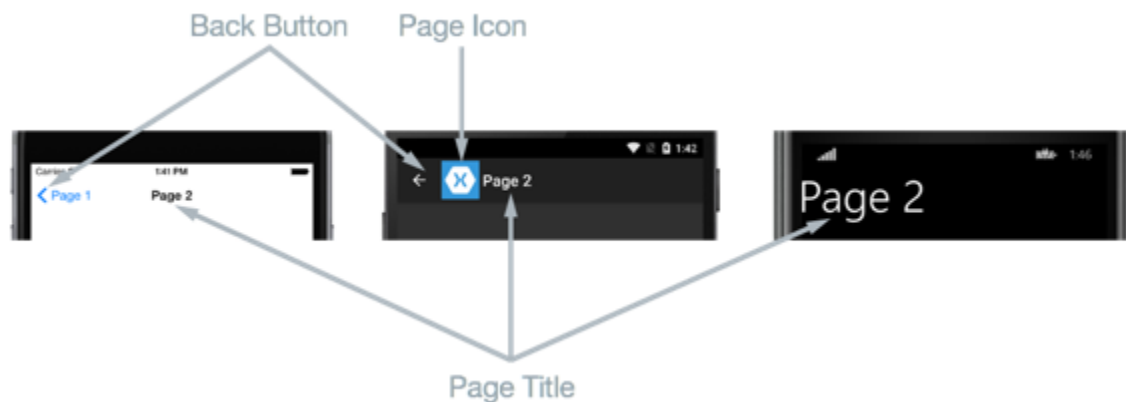 Back Button
Page Icon
Carrier
1:41 PM
Page 1
Page 2
1:42
Page 2
1:46
Page 2
Page Title